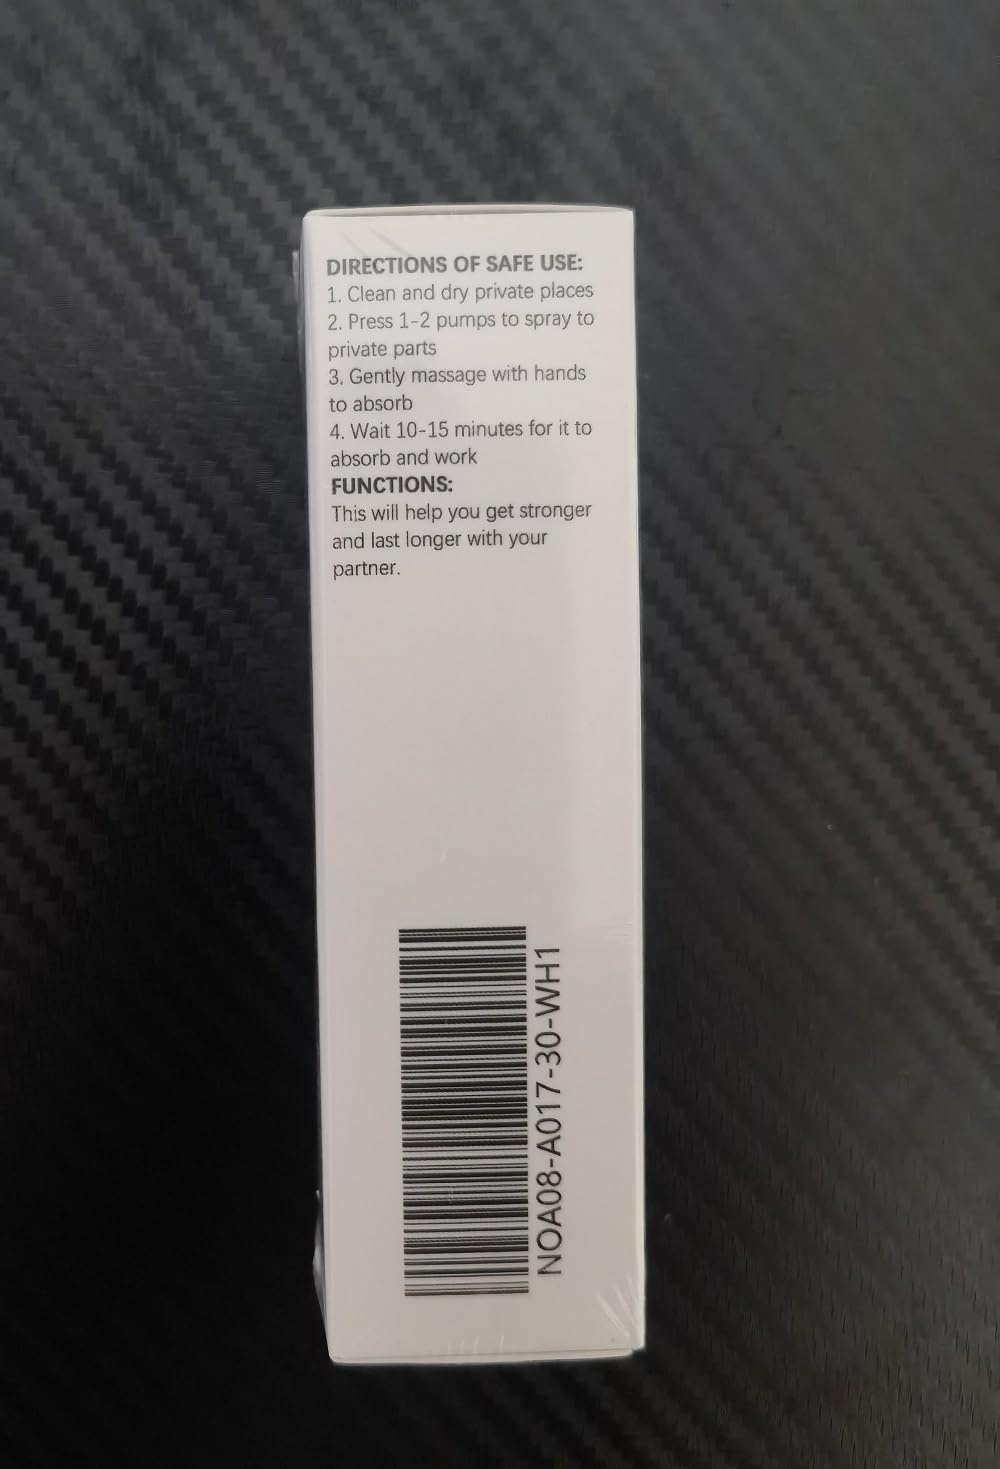 DIRECTIONS OF SAFE USE:
1. Clean and dry private places
2. Press 1-2 pumps to spray to
private parts
3. Gently massage with hands
to absorb
4. Wait 10-15 minutes for it to
absorb and work
FUNCTIONS:
This will help you get stronger
and last longer with your
partner.
NOA08-A017-30-WH1